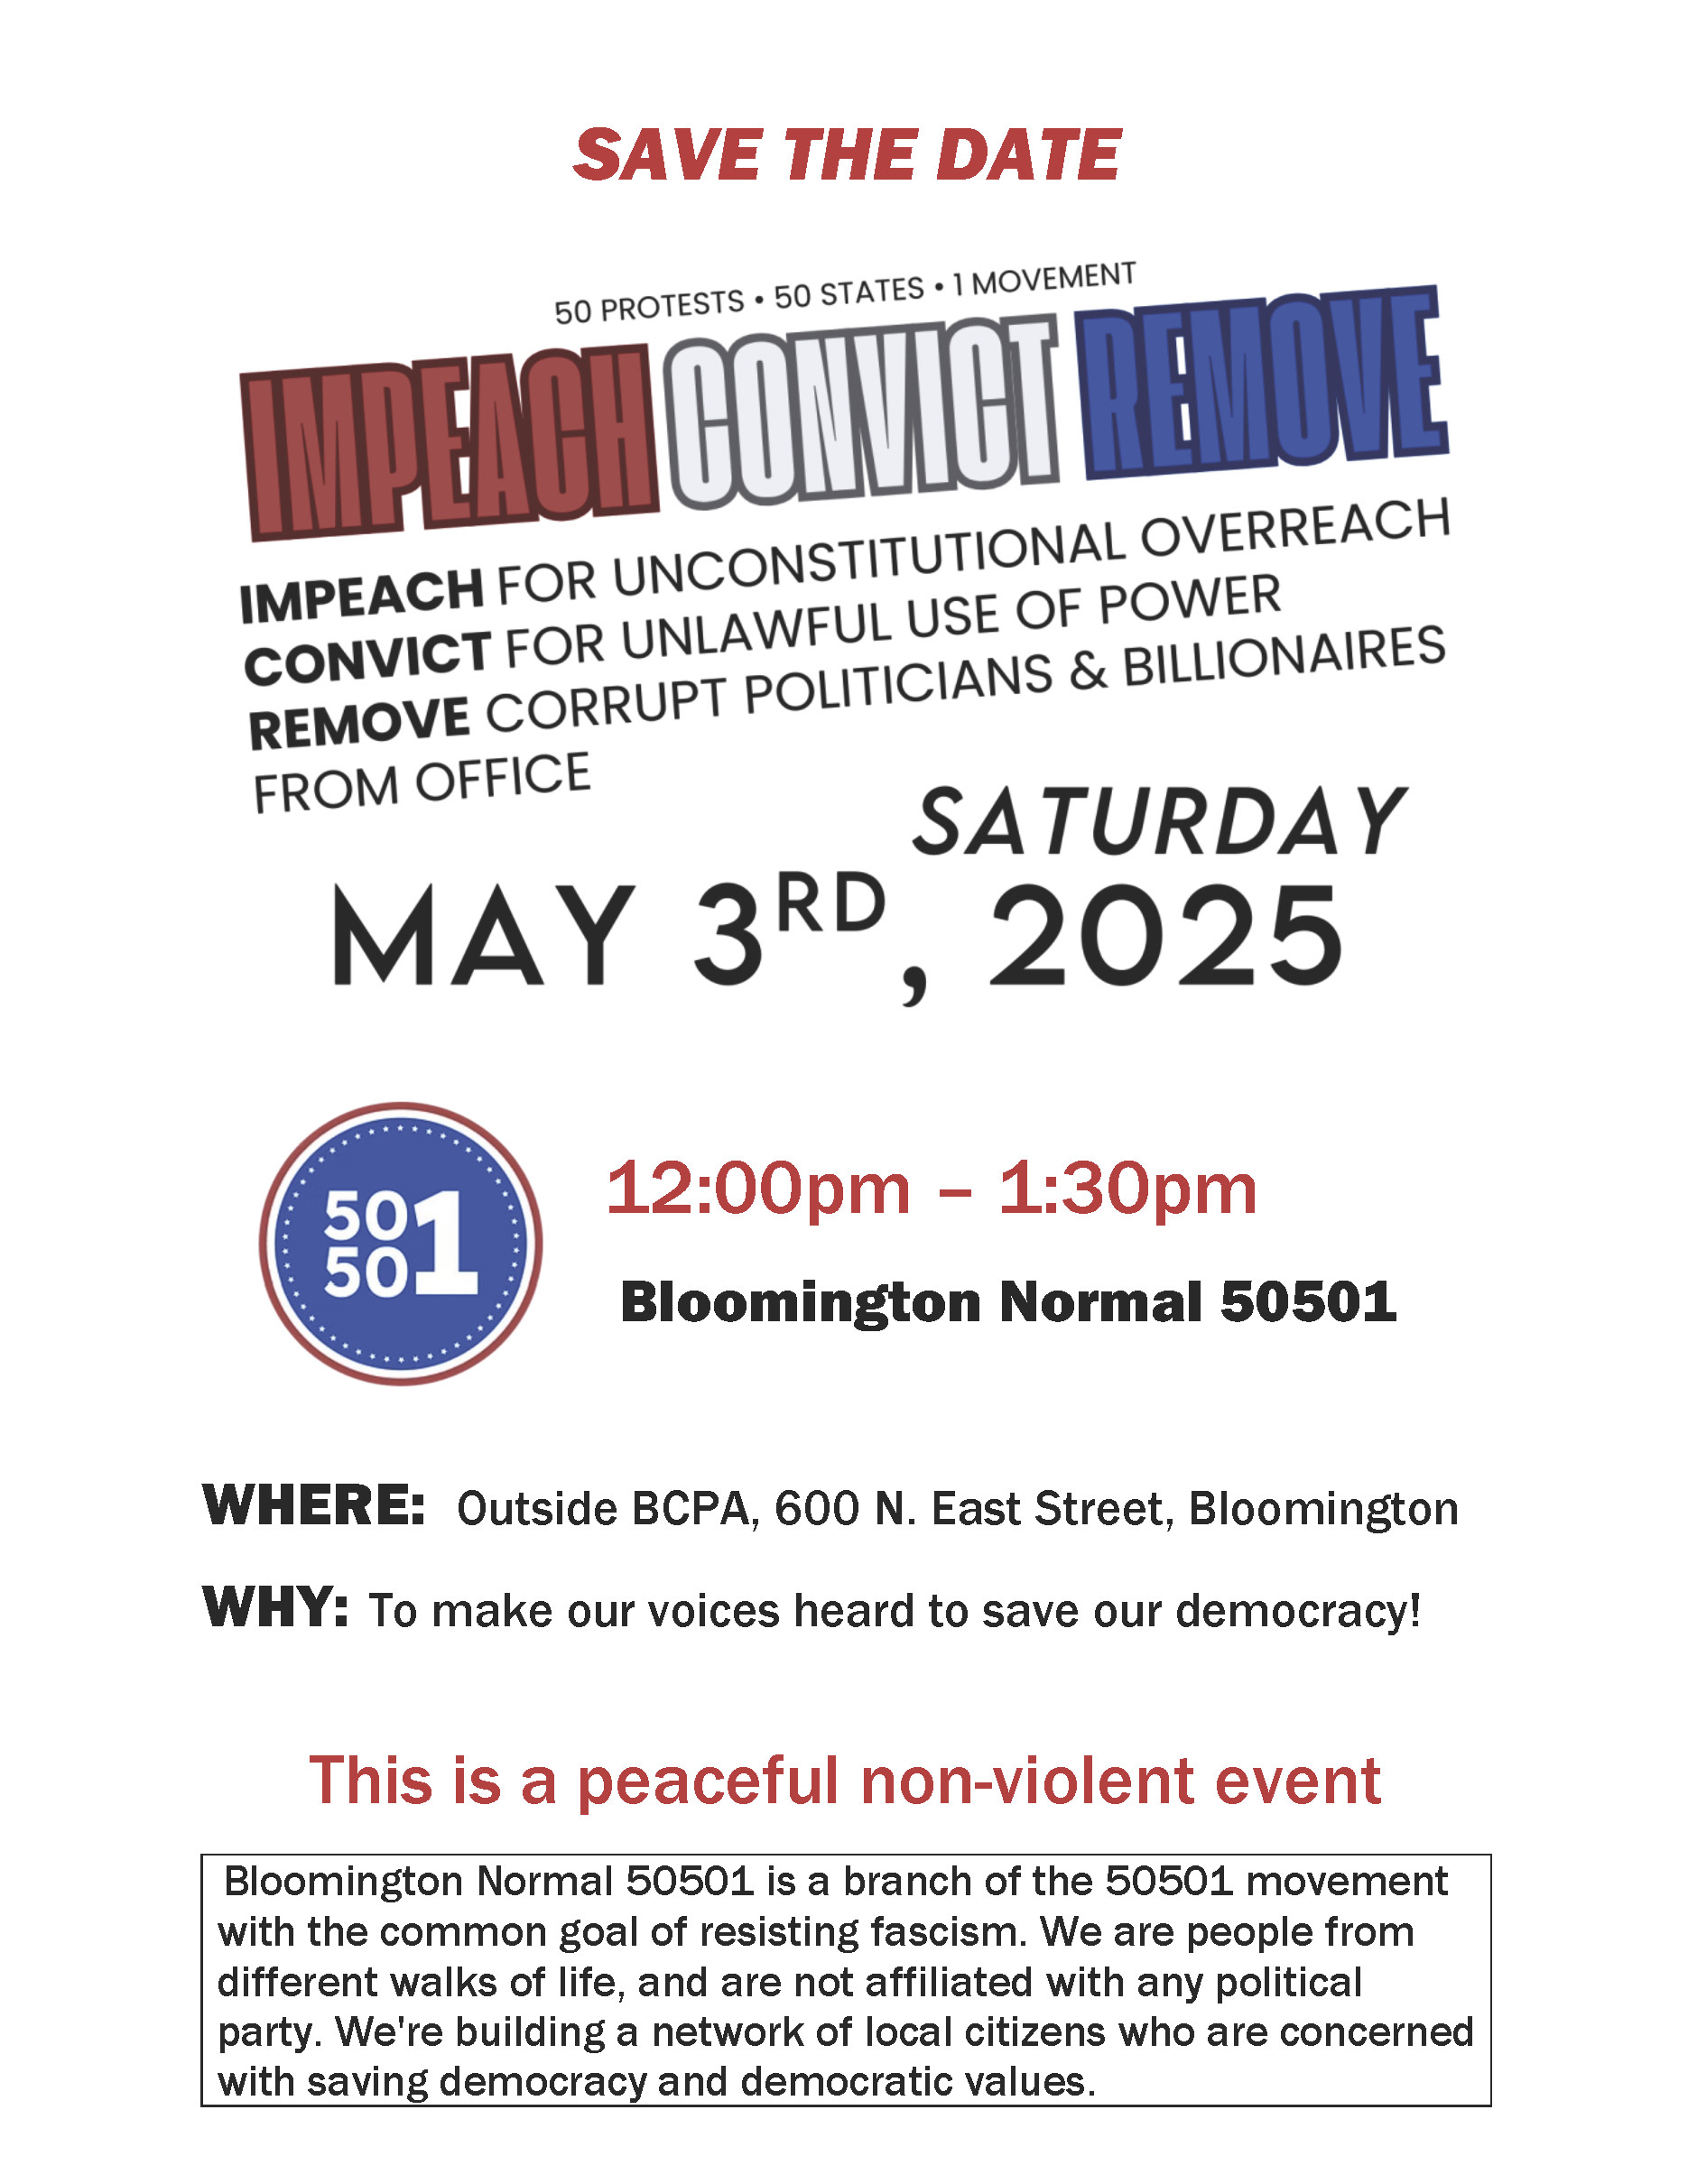 SAVE THE DATE
50 PROTESTS • 50 STATES • 1 MOVEMENT
IMPEACH CONVICT REMOVE
IMPEACH FOR UNCONSTITUTIONAL OVERREACH
CONVICT FOR UNLAWFUL USE OF POWER
REMOVE CORRUPT POLITICIANS & BILLIONAIRES
FROM OFFICE
SATURDAY
MAY 3RD, 2025
50
50
1
12:00pm – 1:30pm
Bloomington Normal 50501
WHERE: Outside BCPA, 600 N. East Street, Bloomington
WHY: To make our voices heard to save our democracy!
This is a peaceful non-violent event
Bloomington Normal 50501 is a branch of the 50501 movement
with the common goal of resisting fascism. We are people from
different walks of life, and are not affiliated with any political
party. We're building a network of local citizens who are concerned
with saving democracy and democratic values.